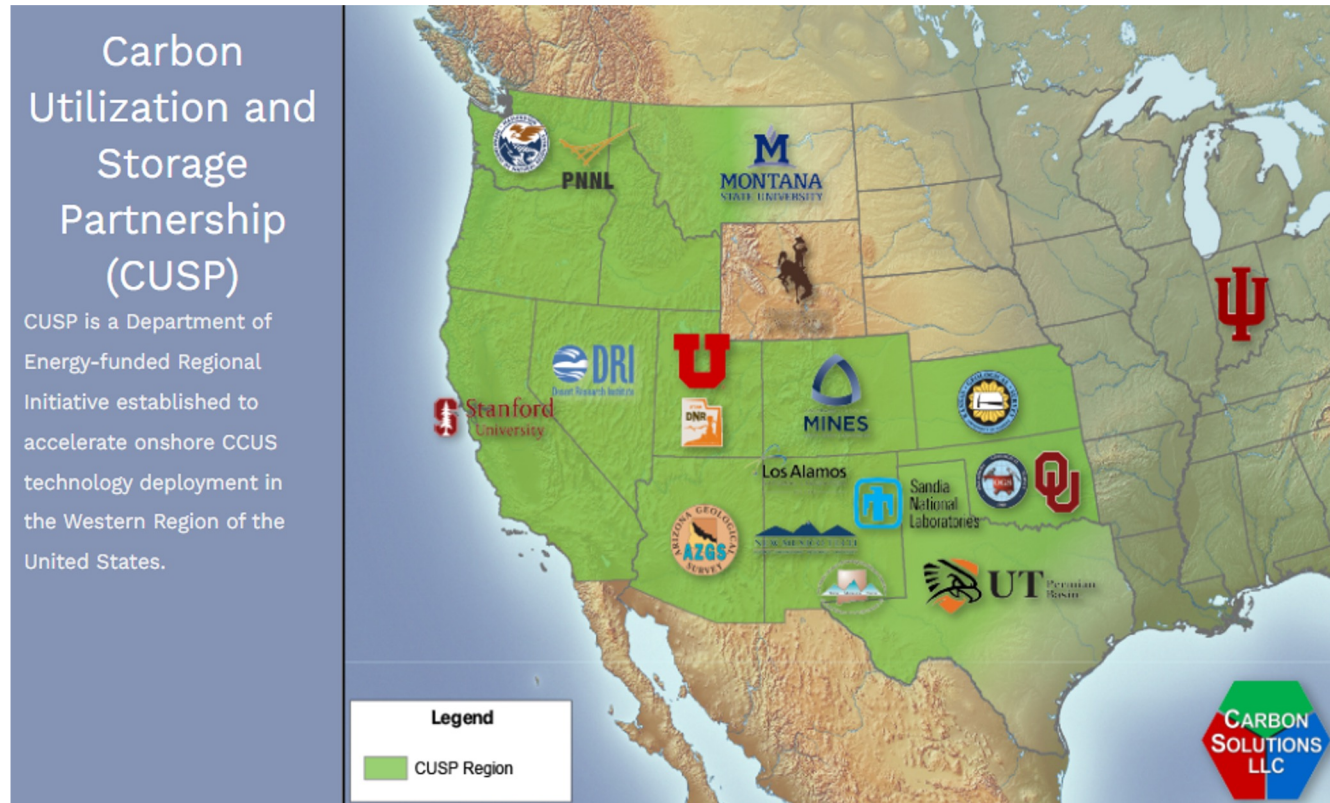 Carbon
Utilization and
Storage
Partnership
(CUSP)
CUSP is a Department of
Energy-funded Regional
Initiative established to
accelerate onshore CCUS
technology deployment in
the Western Region of the
United States.
PNNL
M
MONTANA
STATE UNIVERSITY
DRI
Desert Research Institute
U
DNR
MINES
Stanford
University
S
Los Alamos
Sandia
National
Laboratories
OGS
OU
ARIZONA GEOLOGICAL
AZGS
SURVEY
UT Permian
Basin
Legend
CUSP Region
CARBON
SOLUTIONS
LLC